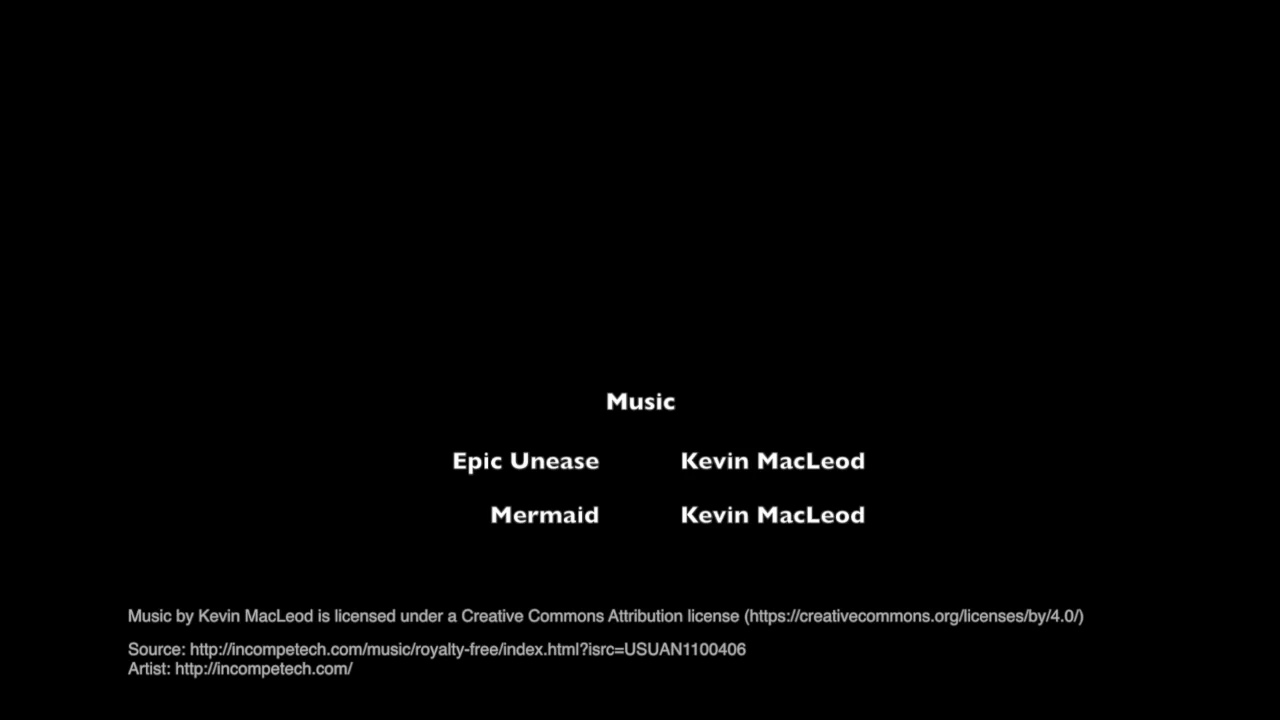 Music
Epic Unease Kevin MacLeod
Mermaid Kevin MacLeod
Music by Kevin MacLeod is licensed under a Creative Commons Attribution license (https://creativecommons.org/licenses/by/4.0/)
Source: http://incompetech.com/music/royalty-free/index.html?isrc=USUAN1100406
Artist: http://incompetech.com/